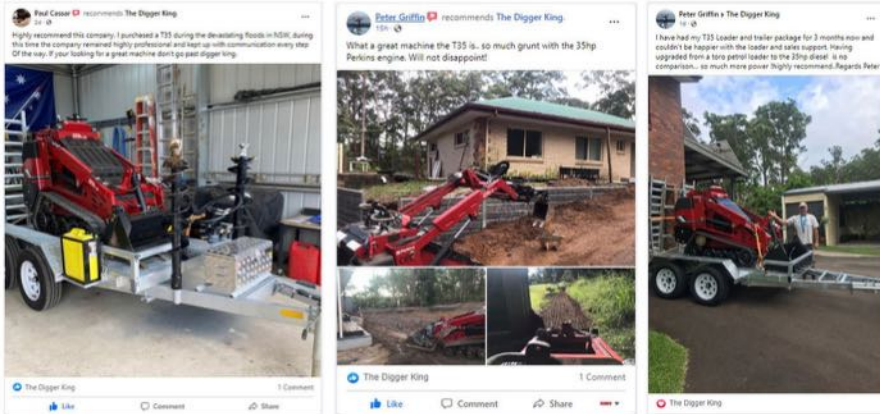 Paul Cassar recommends The Digger King.
Highly recommend this company. I purchased a T35 during the devastating floods in NSW, during
this time the company remained highly professional and kept up with communication every step
Of the way. If your looking for a great machine don't go past digger king.
The Digger King
1 Comment
Like
Comment
Share
Peter Griffin recommends The Digger King.
15h
What a great machine the T35 is.. so much grunt with the 35hp
Perkins engine. Will not disappoint!
The Digger King
1 Comment
Like
Comment
Share
Peter Griffin The Digger King
I have had my T35 Loader and trailer package for 3 months now and
couldn't be happier with the loader and sales support. Having
upgraded from a toro petrol loader to the 35hp diesel is no
comparison... so much more power !highly recommend..Regards Peter
The Digger King